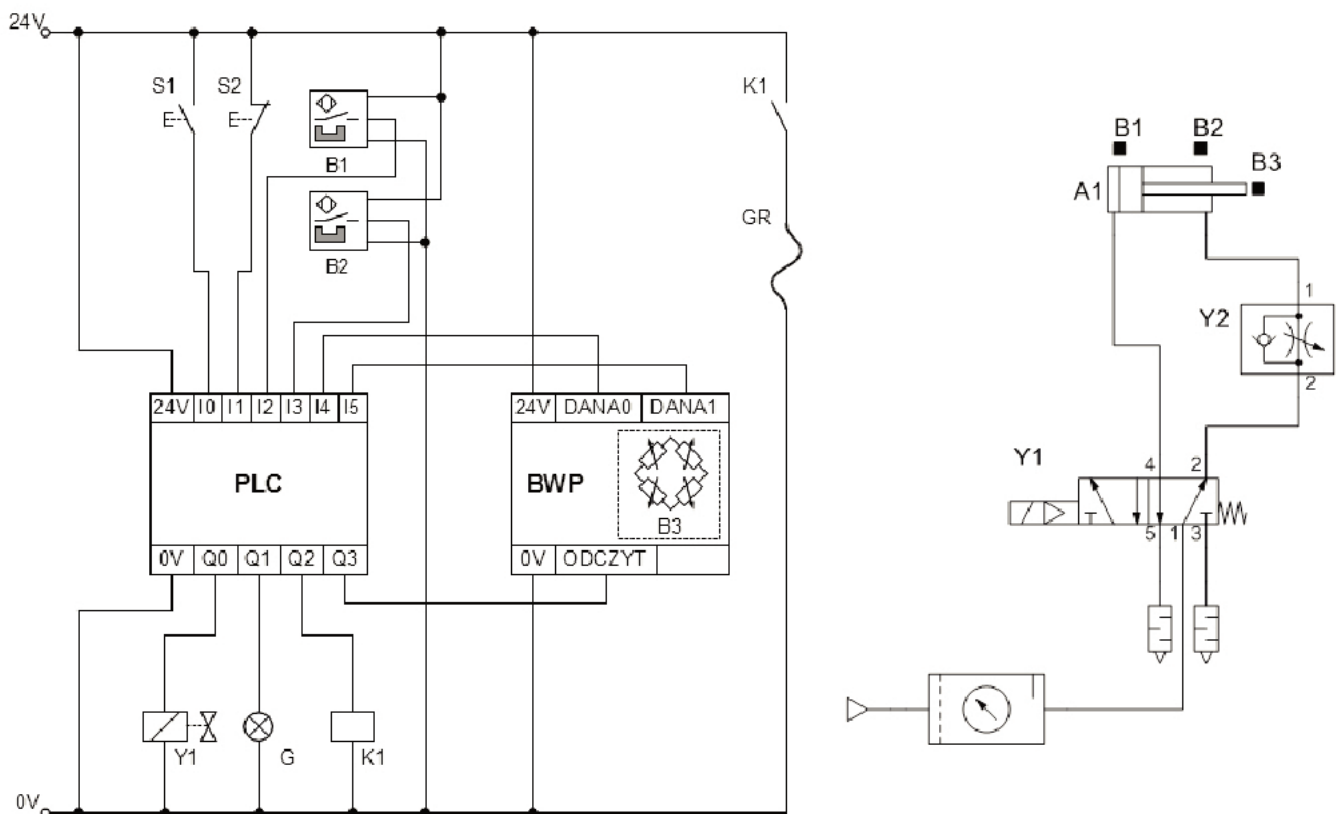 24V
S1 S2
K1
B1
GR
B2
24V I0 I1 I2 I3 I4 I5
PLC
0V Q0 Q1 Q2 Q3
24V DANA0 DANA1
BWP
B3
0V ODCZYT
Y1 G K1
0V
B1 B2
B3
A1
1
Y2
2
Y1
4 2
5 1 3